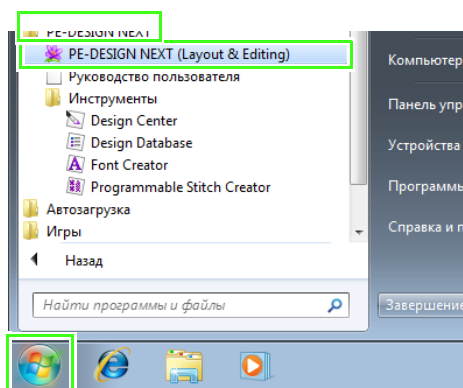 PE-DESIGN NEXT
PE-DESIGN NEXT (Layout & Editing)
Руководство пользователя
Инструменты
Design Center
Design Database
Font Creator
Programmable Stitch Creator
Автозагрузка
Игры
Назад
Найти программы и файлы
Компьютер
Панель упр
Устройства
Программы
Справка и п
Завершение